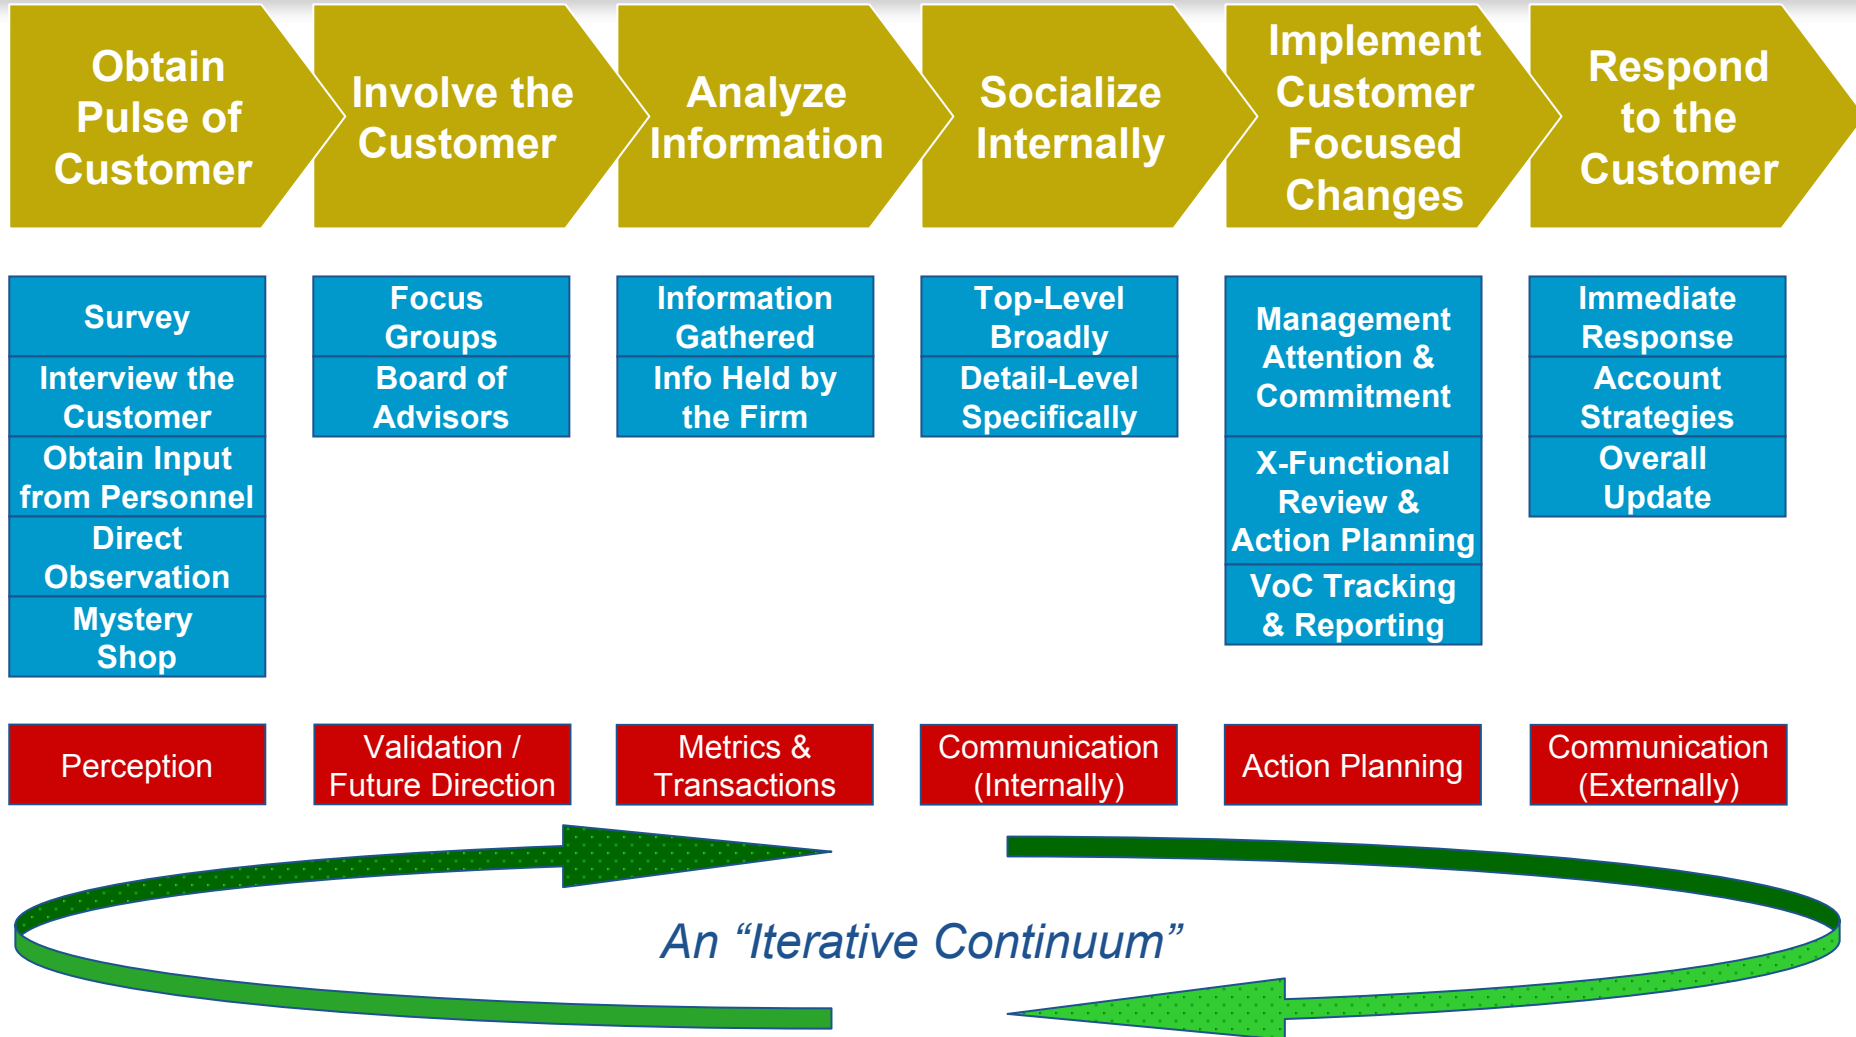 Obtain
Pulse of
Customer
Involve the
Customer
Analyze
Information
Socialize
Internally
Implement
Customer
Focused
Changes
Respond
to the
Customer
Survey
Interview the
Customer
Obtain Input
from Personnel
Direct
Observation
Mystery
Shop
Focus
Groups
Board of
Advisors
Information
Gathered
Info Held by
the Firm
Top-Level
Broadly
Detail-Level
Specifically
Management
Attention &
Commitment
X-Functional
Review &
Action Planning
VoC Tracking
& Reporting
Immediate
Response
Account
Strategies
Overall
Update
Perception
Validation /
Future Direction
Metrics &
Transactions
Communication
(Internally)
Action Planning
Communication
(Externally)
An “Iterative Continuum”